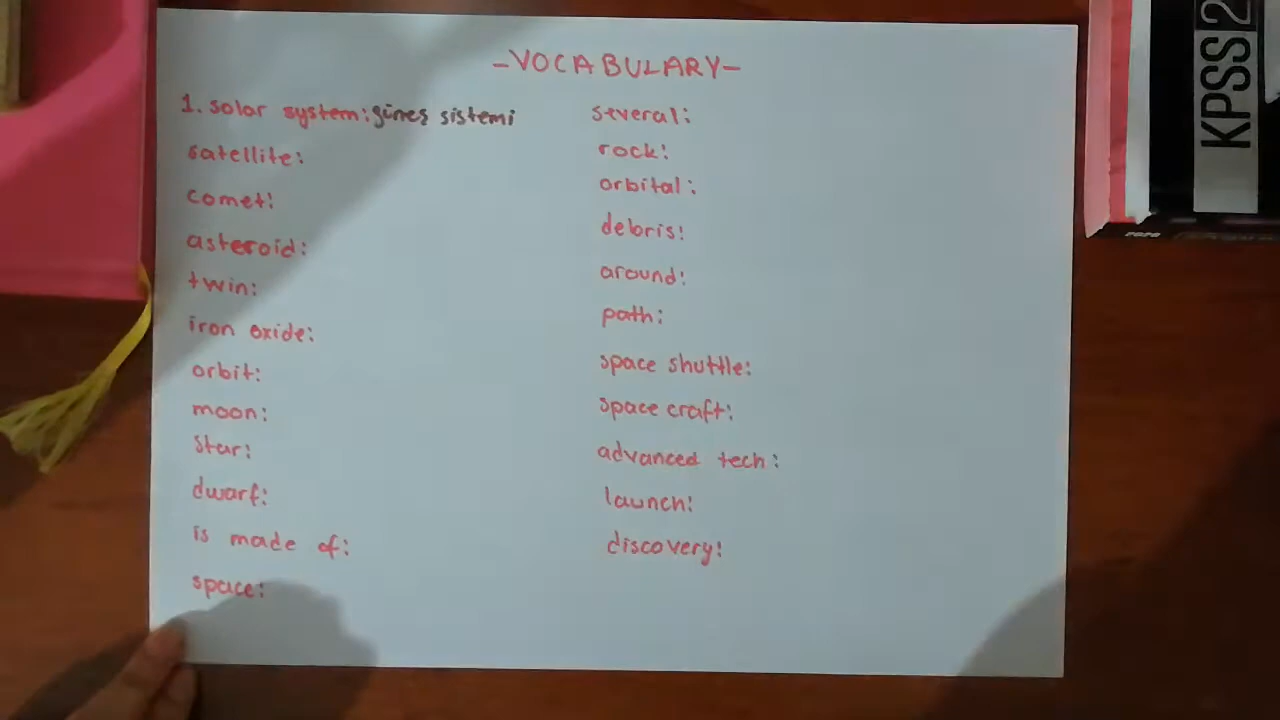 -VOCABULARY-
1. solar system: güneş sistemi
satellite:
comet:
asteroid:
twin:
iron oxide:
orbit:
moon:
star:
dwarf:
is made of:
space:
several:
rock:
orbital:
debris:
around:
path:
space shuttle:
space craft:
advanced tech:
launch:
discovery:
KPSS 2